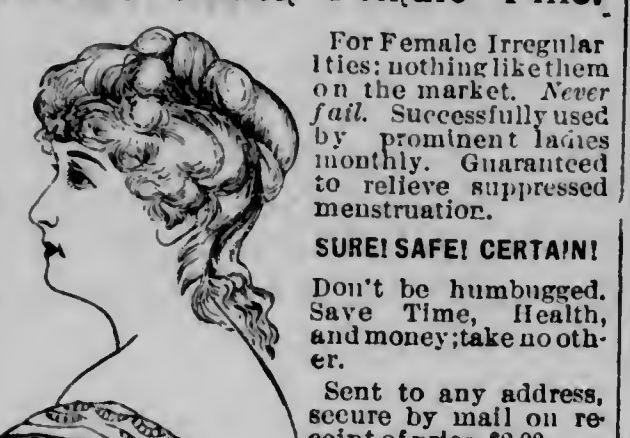 For Female Irregular
ities: nothing like them
on the market. Never
fail. Successfully used
by prominent ladies
monthly. Guaranteed
to relieve suppressed
menstruation.
SURE! SAFE! CERTAIN!
Don't be humbugged.
Save Time, Health,
and money; take no oth-
er.
Sent to any address,
secure by mail on re-